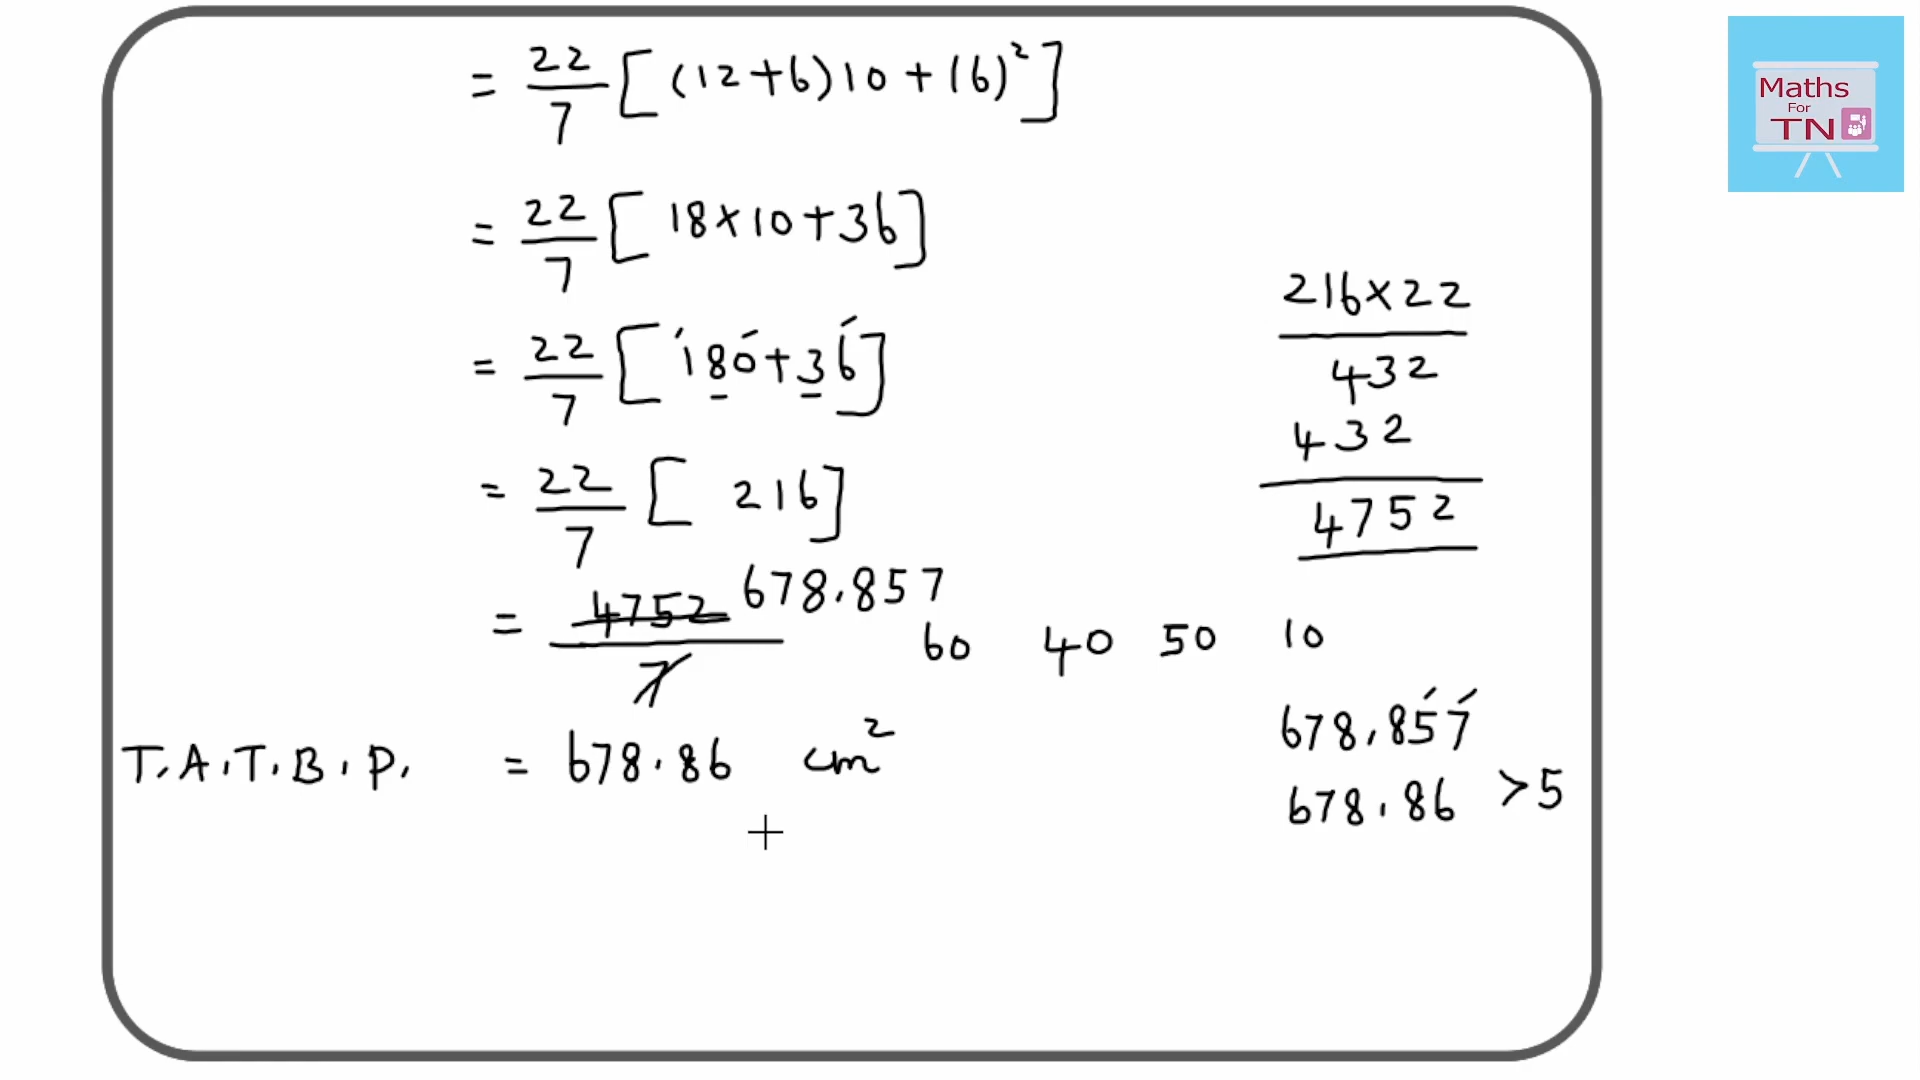 = 22/7 [(12+6)10+(6)²]
= 22/7 [18×10+36]
= 22/7 [180+36]
= 22/7 [216]
= 4752/7 678.857
60 40 50 10
T.A.T.B.P. = 678.86 cm²
216×22
432
432
4752
678.857
678.86 >5
Maths
For
TN